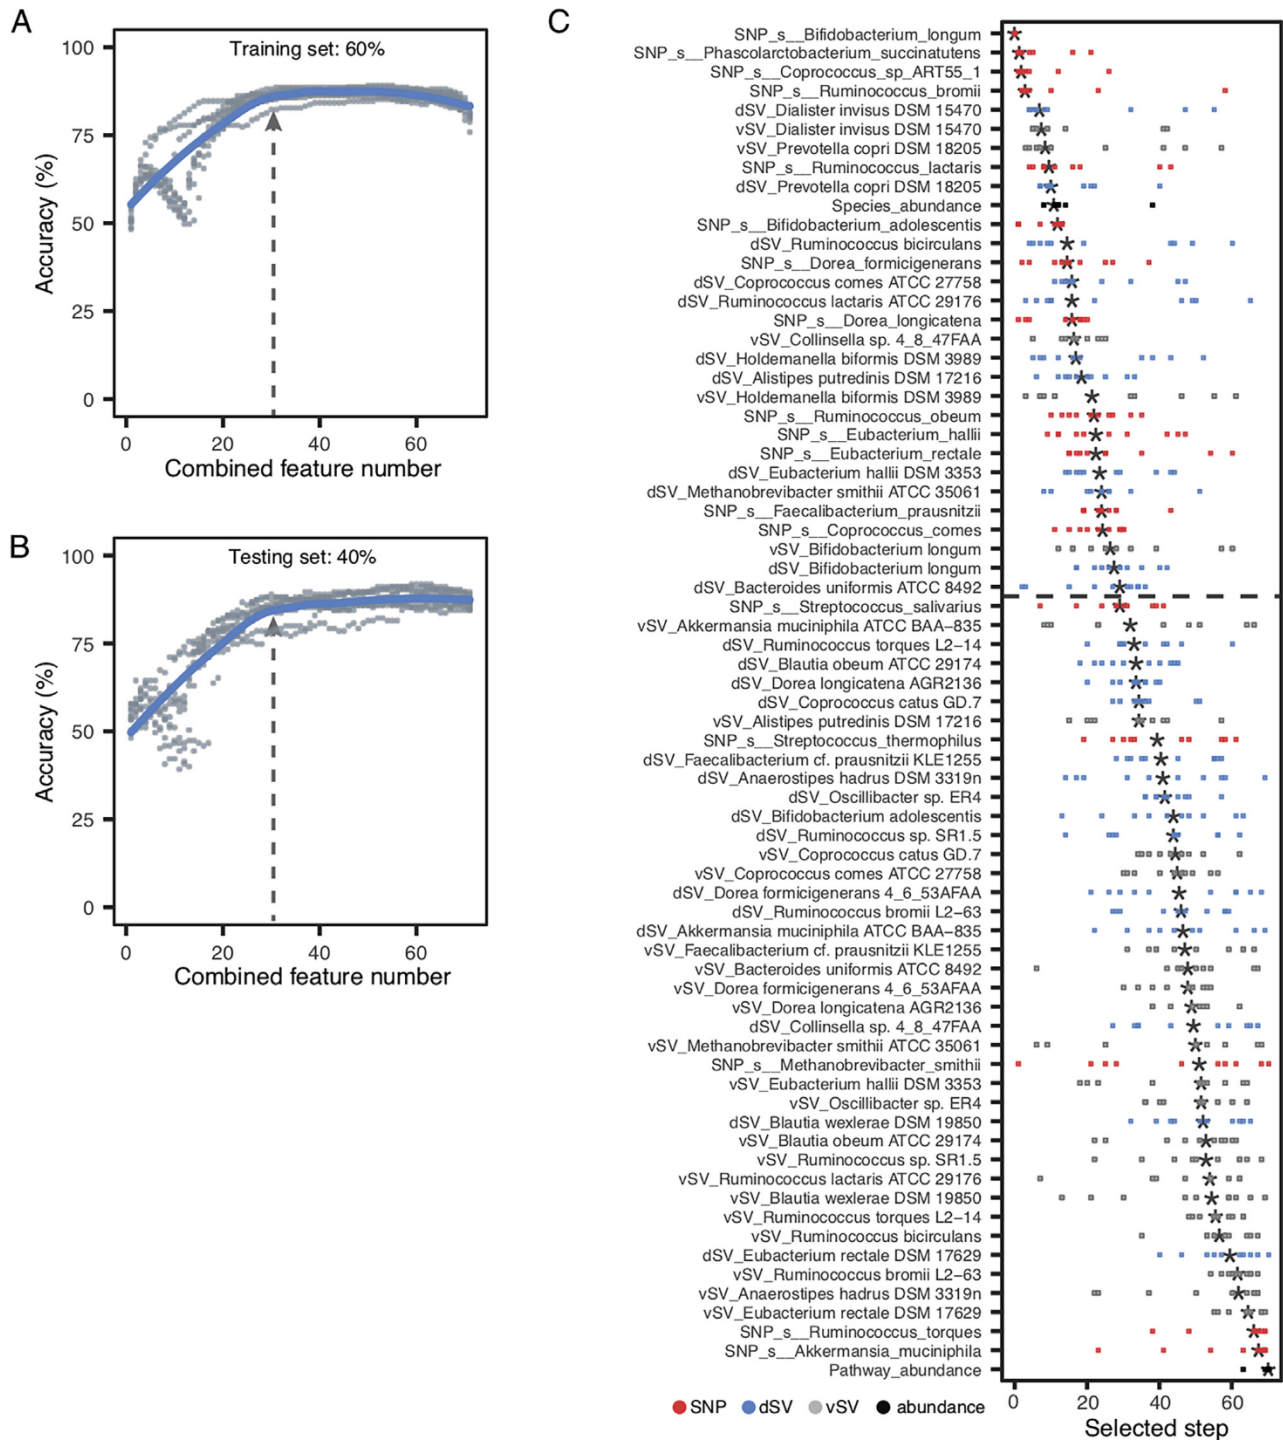 A
Training set: 60%
100
75
50
25
0
Accuracy (%)
0 20 40 60
Combined feature number
B
Testing set: 40%
100
75
50
25
0
Accuracy (%)
0 20 40 60
Combined feature number
C
SNP_s__Bifidobacterium_longum
SNP_s__Phascolarctobacterium_succinatutens
SNP_s__Coprococcus_sp_ART55_1
SNP_s__Ruminococcus_bromii
dSV_Dialister invisus DSM 15470
vSV_Dialister invisus DSM 15470
vSV_Prevotella copri DSM 18205
SNP_s__Ruminococcus_lactaris
dSV_Prevotella copri DSM 18205
Species_abundance
SNP_s__Bifidobacterium_adolescentis
dSV_Ruminococcus bicirculans
SNP_s__Dorea_formicigenerans
dSV_Coprococcus comes ATCC 27758
dSV_Ruminococcus lactaris ATCC 29176
SNP_s__Dorea_longicatena
vSV_Collinsella sp. 4_8_47FAA
dSV_Holdemanella biformis DSM 3989
dSV_Alistipes putredinis DSM 17216
vSV_Holdemanella biformis DSM 3989
SNP_s__Ruminococcus_obeum
SNP_s__Eubacterium_hallii
SNP_s__Eubacterium_rectale
dSV_Eubacterium hallii DSM 3353
dSV_Methanobrevibacter smithii ATCC 35061
SNP_s__Faecalibacterium_prausnitzii
SNP_s__Coprococcus_comes
vSV_Bifidobacterium longum
dSV_Bifidobacterium longum
dSV_Bacteroides uniformis ATCC 8492
SNP_s__Streptococcus_salivarius
vSV_Akkermansia muciniphila ATCC BAA−835
dSV_Ruminococcus torques L2−14
dSV_Blautia obeum ATCC 29174
dSV_Dorea longicatena AGR2136
dSV_Coprococcus catus GD.7
vSV_Alistipes putredinis DSM 17216
SNP_s__Streptococcus_thermophilus
dSV_Faecalibacterium cf. prausnitzii KLE1255
dSV_Anaerostipes hadrus DSM 3319n
dSV_Oscillibacter sp. ER4
dSV_Bifidobacterium adolescentis
dSV_Ruminococcus sp. SR1.5
vSV_Coprococcus catus GD.7
vSV_Coprococcus comes ATCC 27758
dSV_Dorea formicigenerans 4_6_53AFAA
dSV_Ruminococcus bromii L2−63
dSV_Akkermansia muciniphila ATCC BAA−835
vSV_Faecalibacterium cf. prausnitzii KLE1255
vSV_Bacteroides uniformis ATCC 8492
vSV_Dorea formicigenerans 4_6_53AFAA
vSV_Dorea longicatena AGR2136
dSV_Collinsella sp. 4_8_47FAA
vSV_Methanobrevibacter smithii ATCC 35061
SNP_s__Methanobrevibacter_smithii
vSV_Eubacterium hallii DSM 3353
vSV_Oscillibacter sp. ER4
dSV_Blautia wexlerae DSM 19850
vSV_Blautia obeum ATCC 29174
vSV_Ruminococcus sp. SR1.5
vSV_Ruminococcus lactaris ATCC 29176
vSV_Blautia wexlerae DSM 19850
vSV_Ruminococcus torques L2−14
vSV_Ruminococcus bicirculans
dSV_Eubacterium rectale DSM 17629
vSV_Ruminococcus bromii L2−63
vSV_Anaerostipes hadrus DSM 3319n
vSV_Eubacterium rectale DSM 17629
SNP_s__Ruminococcus_torques
SNP_s__Akkermansia_muciniphila
Pathway_abundance
0 20 40 60
Selected step
SNP dSV vSV abundance